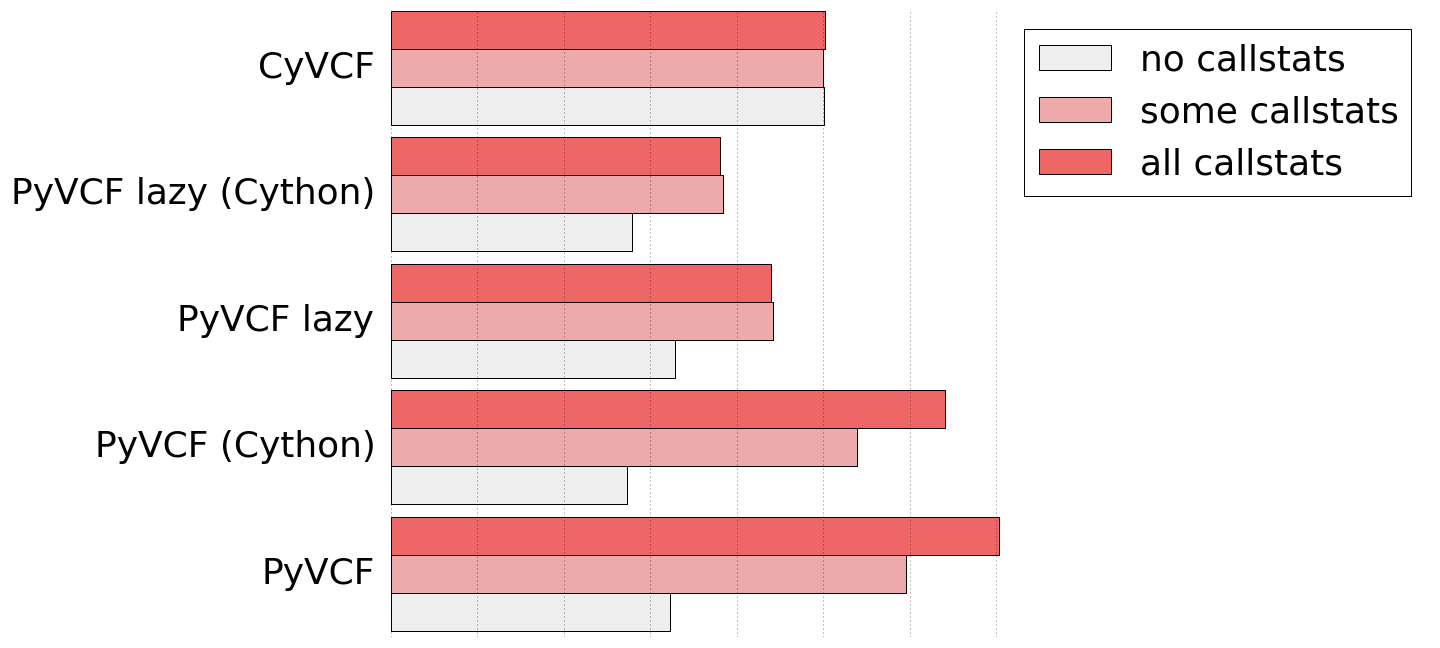 CyVCF
PyVCF lazy (Cython)
PyVCF lazy
PyVCF (Cython)
PyVCF
no callstats
some callstats
all callstats